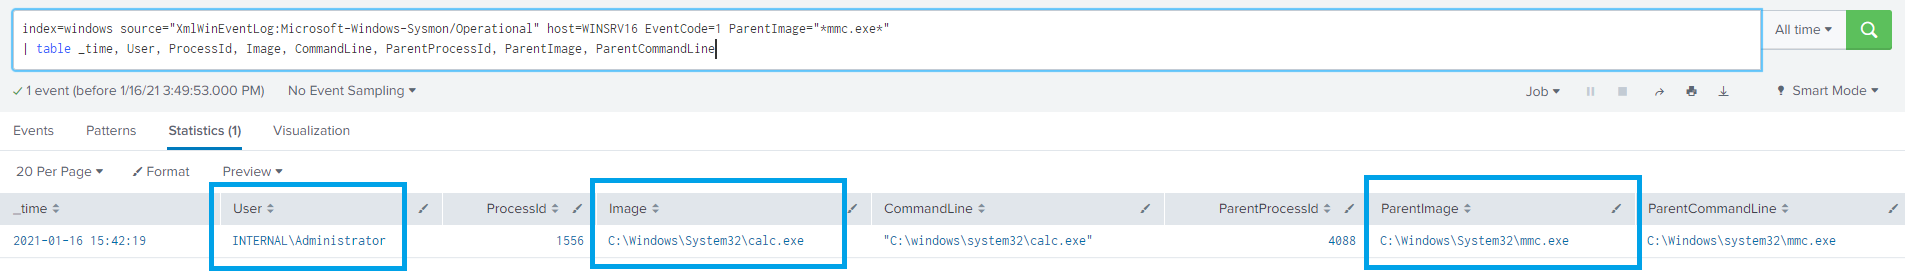 index=windows source="XmlWinEventLog:Microsoft-Windows-Sysmon/Operational" host=WINSRV16 EventCode=1 ParentImage="*mmc.exe*"
| table _time, User, ProcessId, Image, CommandLine, ParentProcessId, ParentImage, ParentCommandLine
All time
1 event (before 1/16/21 3:49:53.000 PM) No Event Sampling Job Smart Mode
Events Patterns Statistics (1) Visualization
20 Per Page Format Preview
_time User ProcessId Image CommandLine ParentProcessId ParentImage ParentCommandLine
2021-01-16 15:42:19 INTERNAL\Administrator 1556 C:\Windows\System32\calc.exe "C:\windows\system32\calc.exe" 4088 C:\Windows\System32\mmc.exe C:\Windows\System32\mmc.exe